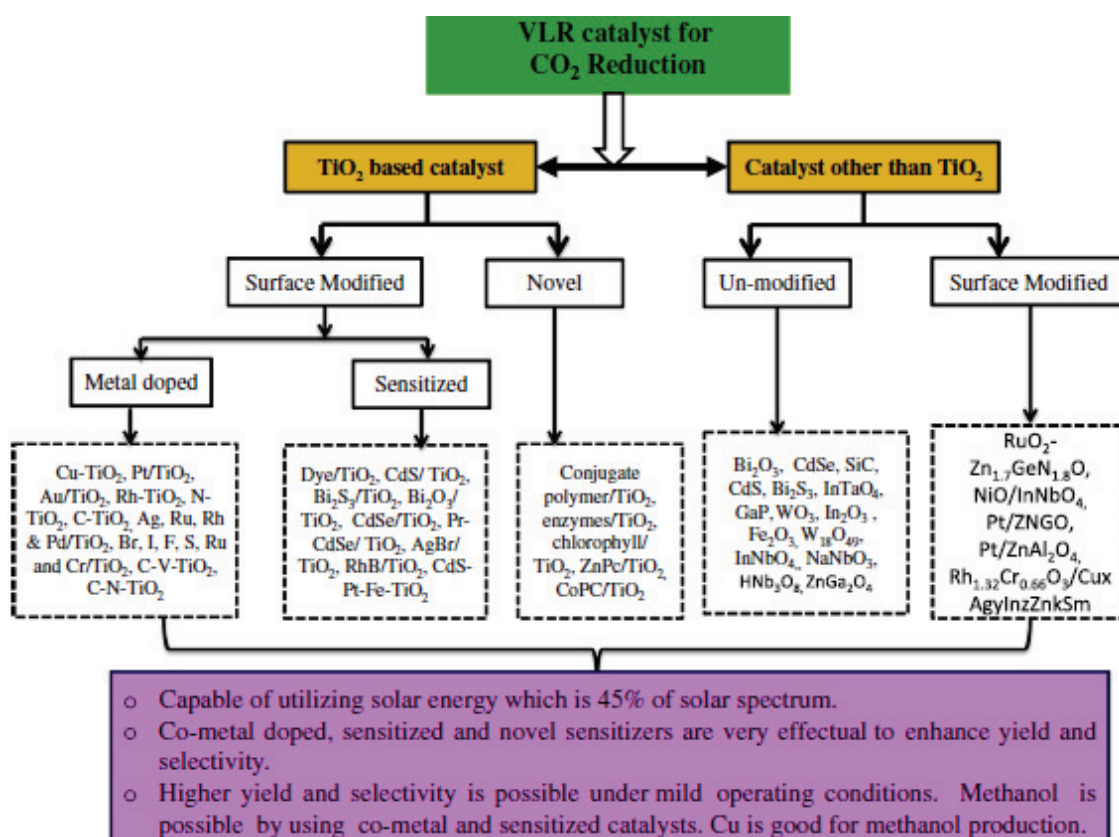 VLR catalyst for
CO₂ Reduction
TiO₂ based catalyst
Catalyst other than TiO₂
Surface Modified
Novel
Un-modified
Surface Modified
Metal doped
Sensitized
Cu-TiO₂, Pt/TiO₂,
Au/TiO₂, Rh-TiO₂, N-
TiO₂, C-TiO₂ Ag, Ru, Rh
& Pd/TiO₂, Br, I, F, S, Ru
and Cr/TiO₂, C-V-TiO₂,
C-N-TiO₂
Dye/TiO₂, CdS/ TiO₂,
Bi₂S₃/TiO₂, Bi₂O₃/
TiO₂, CdSe/TiO₂, Pr-
CdSe/ TiO₂, AgBr/
TiO₂, RhB/TiO₂, CdS-
Pt-Fe-TiO₂
Conjugate
polymer/TiO₂,
enzymes/TiO₂,
chlorophyll/
TiO₂, ZnPc/TiO₂,
CoPC/TiO₂
Bi₂O₃, CdSe, SiC,
CdS, Bi₂S₃, InTaO₄,
GaP, WO₃, In₂O₃ ,
Fe₂O₃, W₁₈O₄₉,
InNbO₄, NaNbO₃,
HNb₃O₈, ZnGa₂O₄
RuO₂-
Zn₁.₇GeN₁.₈O,
NiO/InNbO₄,
Pt/ZNGO,
Pt/ZnAl₂O₄,
Rh₁.₃₂Cr₀.₆₆O₃/Cux
AgyInzZnkSm
o Capable of utilizing solar energy which is 45% of solar spectrum.
o Co-metal doped, sensitized and novel sensitizers are very effectual to enhance yield and
selectivity.
o Higher yield and selectivity is possible under mild operating conditions. Methanol is
possible by using co-metal and sensitized catalysts. Cu is good for methanol production.